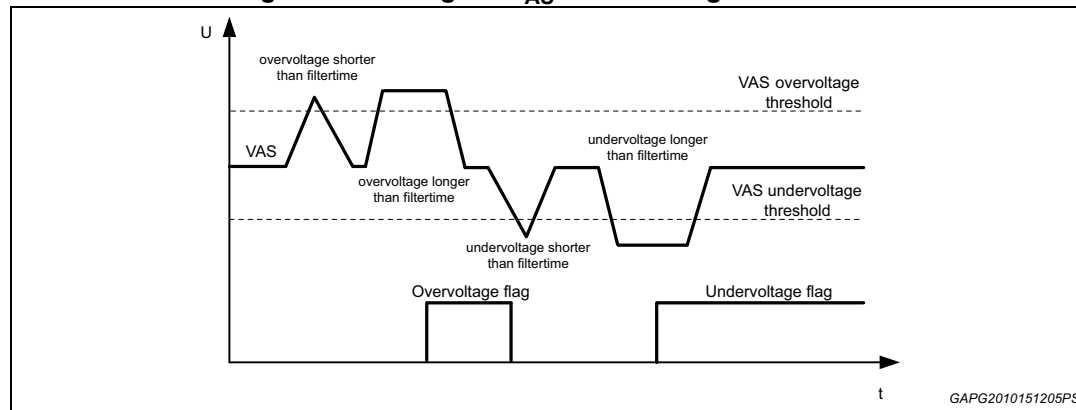 U
overvoltage shorter
than filtertime
VAS overvoltage
threshold
VAS
undervoltage longer
than filtertime
overvoltage longer
than filtertime
VAS undervoltage
threshold
undervoltage shorter
than filtertime
Overvoltage flag
Undervoltage flag
t
GAPG2010151205PS